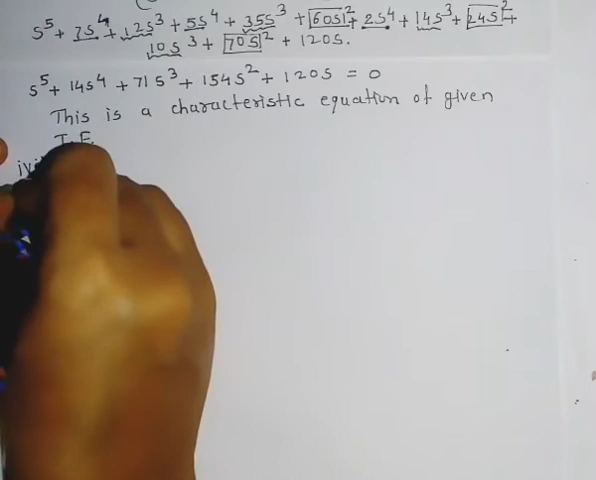 s⁵ + 7s⁴ + 12s³ + 5s⁴ + 35s³ + 60s² + 2s⁴ + 14s³ + 24s² +
10s³ + 70s² + 120s.
s⁵ + 14s⁴ + 71s³ + 154s² + 120s = 0
This is a characteristic equation of given
T.F.